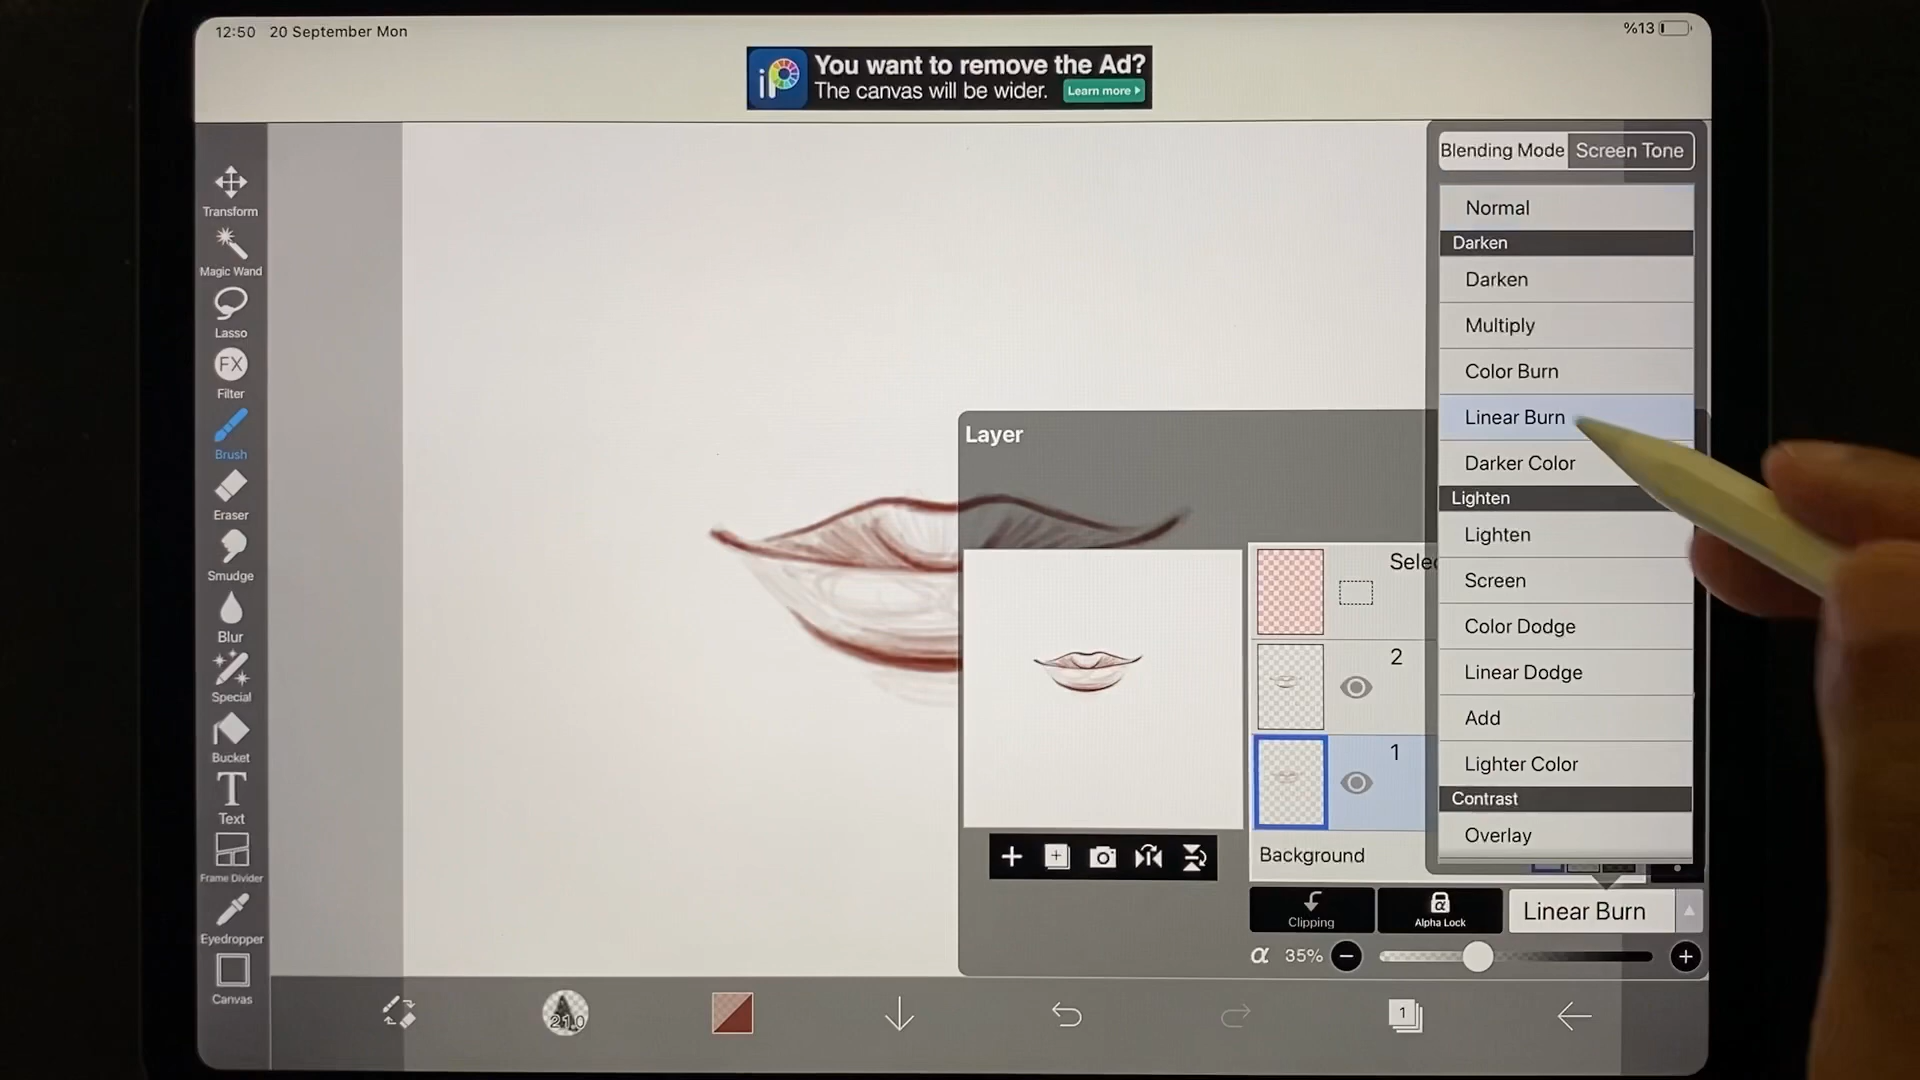 12:50 20 September Mon
%13
iP
You want to remove the Ad?
The canvas will be wider.
Learn more
Transform
Magic Wand
Lasso
FX
Filter
Brush
Eraser
Smudge
Blur
Special
Bucket
T
Text
Frame Divider
Eyedropper
Canvas
Blending Mode
Screen Tone
Normal
Darken
Darken
Multiply
Color Burn
Linear Burn
Darker Color
Lighten
Lighten
Screen
Color Dodge
Linear Dodge
Add
Lighter Color
Contrast
Overlay
Layer
Selec
2
1
Background
Clipping
α
Alpha Lock
Linear Burn
α 35%
21.0
1